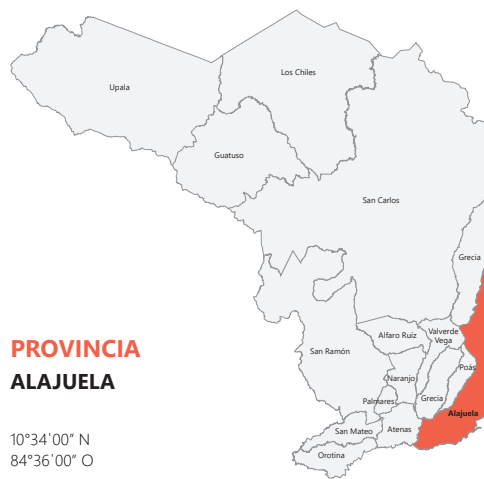 Upala
Los Chiles
Guatuso
San Carlos
Grecia
Alfaro Ruiz
Valverde
Vega
San Ramón
Poás
Naranjo
Palmares
Grecia
Alajuela
San Mateo
Atenas
Orotina
PROVINCIA
ALAJUELA
10°34'00" N
84°36'00" O